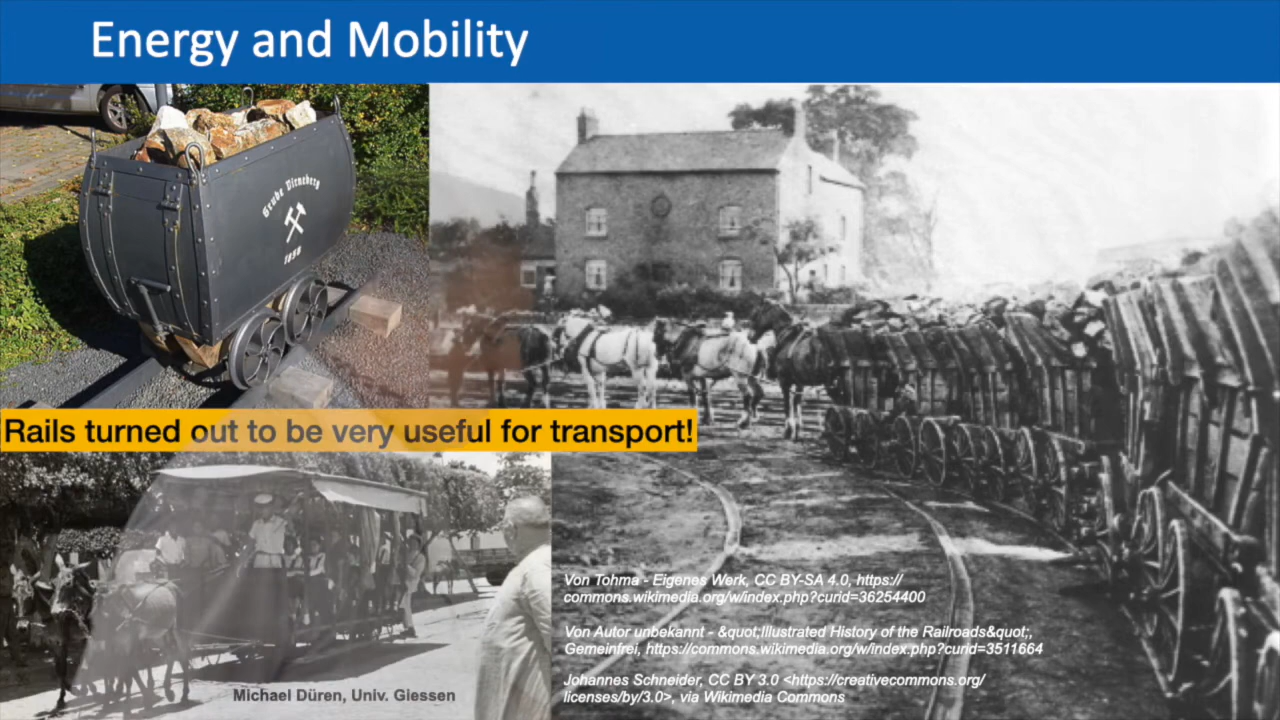 Energy and Mobility
Grube Bieneberg
1898
Rails turned out to be very useful for transport!
Von Tohma - Eigenes Werk, CC BY-SA 4.0, https://
commons.wikimedia.org/w/index.php?curid=36254400
Von Autor unbekannt - &quot;Illustrated History of the Railroads&quot;,
Gemeinfrei, https://commons.wikimedia.org/w/index.php?curid=3511664
Johannes Schneider, CC BY 3.0 <https://creativecommons.org/
licenses/by/3.0>, via Wikimedia Commons
Michael Düren, Univ. Giessen